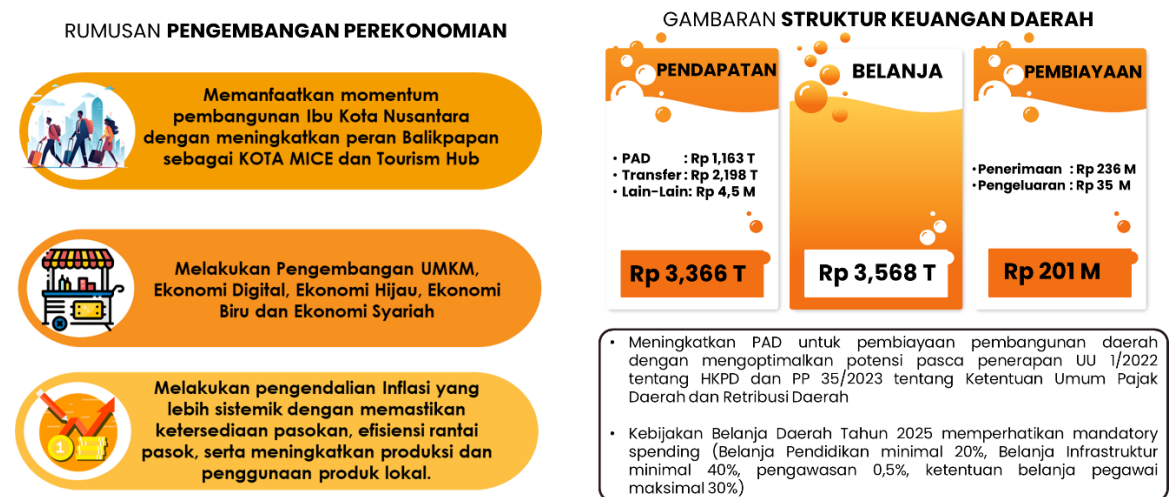 RUMUSAN PENGEMBANGAN PEREKONOMIAN
Memanfaatkan momentum
pembangunan Ibu Kota Nusantara
dengan meningkatkan peran Balikpapan
sebagai KOTA MICE dan Tourism Hub
Melakukan Pengembangan UMKM,
Ekonomi Digital, Ekonomi Hijau, Ekonomi
Biru dan Ekonomi Syariah
1
Melakukan pengendalian Inflasi yang
lebih sistemik dengan memastikan
ketersediaan pasokan, efisiensi rantai
pasok, serta meningkatkan produksi dan
penggunaan produk lokal.
GAMBARAN STRUKTUR KEUANGAN DAERAH
PENDAPATAN
• PAD : Rp 1,163 T
• Transfer : Rp 2,198 T
• Lain-Lain: Rp 4,5 M
Rp 3,366 T
BELANJA
Rp 3,568 T
PEMBIAYAAN
• Penerimaan : Rp 236 M
• Pengeluaran : Rp 35 M
Rp 201 M
• Meningkatkan PAD untuk pembiayaan pembangunan daerah
dengan mengoptimalkan potensi pasca penerapan UU 1/2022
tentang HKPD dan PP 35/2023 tentang Ketentuan Umum Pajak
Daerah dan Retribusi Daerah
• Kebijakan Belanja Daerah Tahun 2025 memperhatikan mandatory
spending (Belanja Pendidikan minimal 20%, Belanja Infrastruktur
minimal 40%, pengawasan 0,5%, ketentuan belanja pegawai
maksimal 30%)